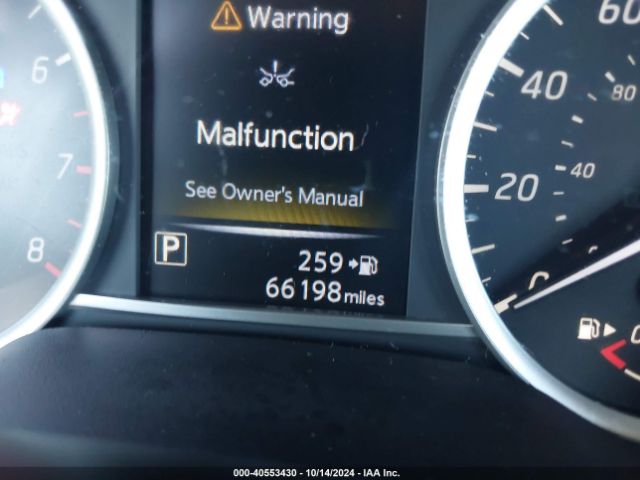 Warning
Malfunction
See Owner's Manual
P
259
66198 miles
6
7
8
60
40
80
20
40
0
000-40553430 - 10/14/2024 - IAA Inc.